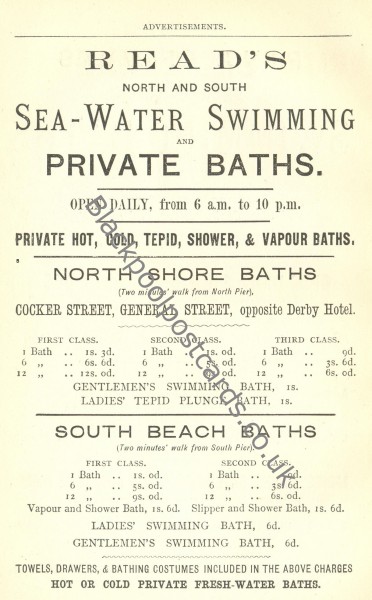 ADVERTISEMENTS.
READ'S
NORTH AND SOUTH
SEA-WATER SWIMMING
AND
PRIVATE BATHS.
OPEN DAILY, from 6 a.m. to 10 p.m.
PRIVATE HOT, COLD, TEPID, SHOWER, & VAPOUR BATHS.
NORTH SHORE BATHS
(Two minutes' walk from North Pier),
COCKER STREET, GENERAL STREET, opposite Derby Hotel.
FIRST CLASS. SECOND CLASS. THIRD CLASS.
1 Bath .. 1s. 3d. 1 Bath .. 1s. 0d. 1 Bath .. 9d.
6 „ .. 6s. 6d. 6 „ .. 5s. 0d. 6 „ .. 3s. 6d.
12 „ .. 12s. 0d. 12 „ .. 0d. 12 „ .. 6s. 0d.
GENTLEMEN'S SWIMMING BATH, 1s.
LADIES' TEPID PLUNGE BATH, 1s.
SOUTH BEACH BATHS
(Two minutes' walk from South Pier).
FIRST CLASS. SECOND CLASS.
1 Bath .. 1s. 0d. 1 Bath .. 0d.
6 „ .. 5s. 0d. 6 „ .. 3s. 6d.
12 „ .. 9s. 0d. 12 „ .. 6s. 0d.
Vapour and Shower Bath, 1s. 6d. Slipper and Shower Bath, 1s. 6d.
LADIES' SWIMMING BATH, 6d.
GENTLEMEN'S SWIMMING BATH, 6d.
TOWELS, DRAWERS, & BATHING COSTUMES INCLUDED IN THE ABOVE CHARGES
HOT OR COLD PRIVATE FRESH-WATER BATHS.
Blackpoolpostcards.co.uk